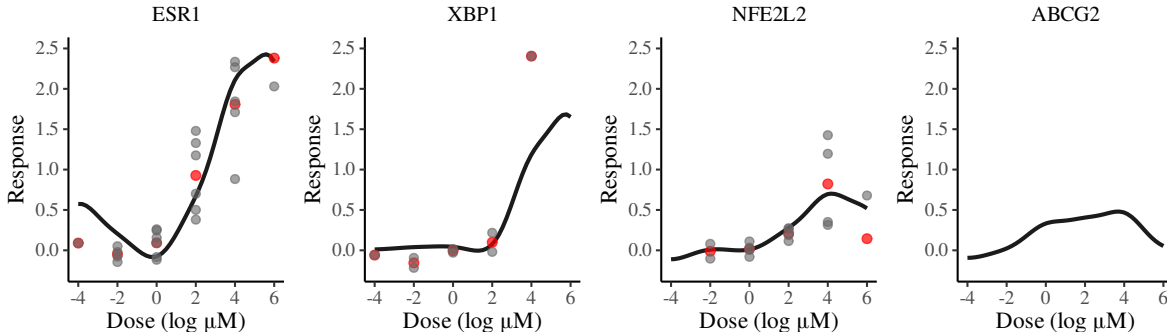 ESR1 XBP1 NFE2L2 ABCG2
2.5 2.5 2.5 2.5
2.0 2.0 2.0 2.0
1.5 1.5 1.5 1.5
1.0 1.0 1.0 1.0
0.5 0.5 0.5 0.5
0.0 0.0 0.0 0.0
Response Response Response Response
-4 -2 0 2 4 6 -4 -2 0 2 4 6 -4 -2 0 2 4 6 -4 -2 0 2 4 6
Dose (log μM) Dose (log μM) Dose (log μM) Dose (log μM)